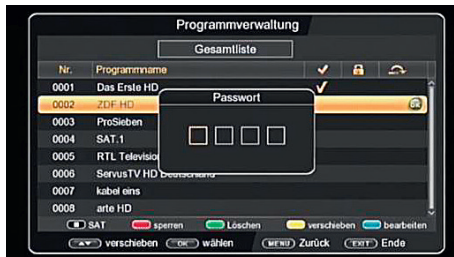 Programmverwaltung
Gesamtliste
Nr. Programmname
0001 Das Erste HD
0002 ZDF HD
Passwort
0003 ProSieben
0004 SAT.1
0005 RTL Televisio
0006 ServusTV HD Deutschland
0007 kabel eins
0008 arte HD
SAT sperren Löschen verschieben bearbeiten
verschieben OK wählen MENU Zurück EXIT Ende